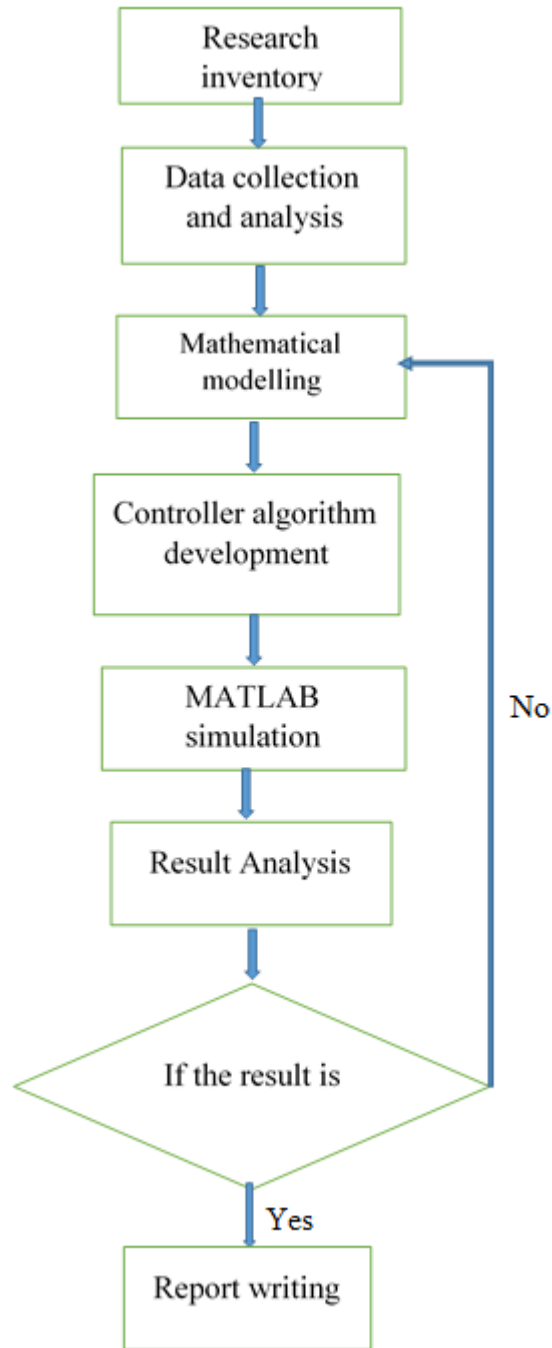 Research
inventory
Data collection
and analysis
Mathematical
modelling
Controller algorithm
development
MATLAB
simulation
No
Result Analysis
If the result is
Yes
Report writing